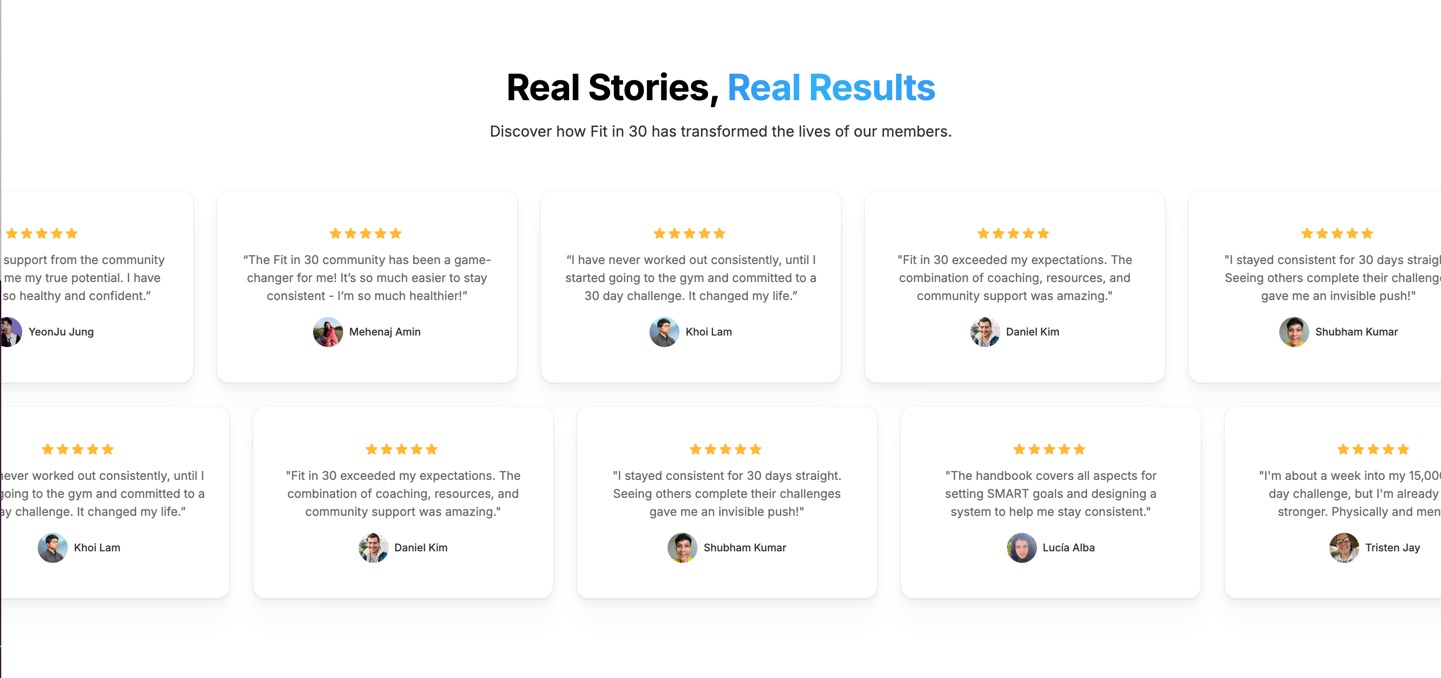 Real Stories, Real Results
Discover how Fit in 30 has transformed the lives of our members.
support from the community
me my true potential. I have
so healthy and confident.”
YeonJu Jung
“The Fit in 30 community has been a game-
changer for me! It’s so much easier to stay
consistent - I’m so much healthier!”
Mehenaj Amin
“I have never worked out consistently, until I
started going to the gym and committed to a
30 day challenge. It changed my life.”
Khoi Lam
"Fit in 30 exceeded my expectations. The
combination of coaching, resources, and
community support was amazing."
Daniel Kim
"I stayed consistent for 30 days
Seeing others complete their
gave me an invisible push!"
Shubham Kumar
never worked out consistently, until I
going to the gym and committed to a
challenge. It changed my life.”
Khoi Lam
"Fit in 30 exceeded my expectations. The
combination of coaching, resources, and
community support was amazing."
Daniel Kim
"I stayed consistent for 30 days straight.
Seeing others complete their challenges
gave me an invisible push!"
Shubham Kumar
"The handbook covers all aspects for
setting SMART goals and designing a
system to help me stay consistent."
Lucía Alba
"I'm about a week into my
day challenge, but I'm already
stronger. Physically and
Tristen Jay